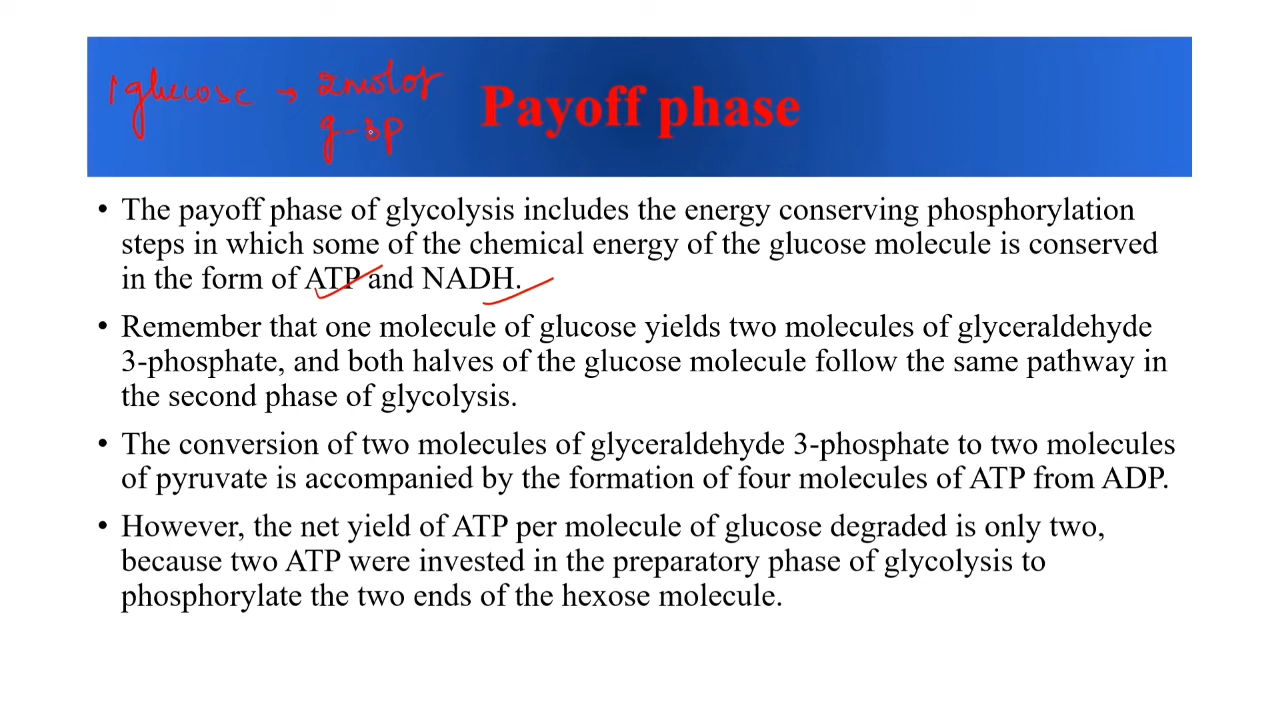 1 glucose → 2 mol of
g-3p
Payoff phase
• The payoff phase of glycolysis includes the energy conserving phosphorylation
steps in which some of the chemical energy of the glucose molecule is conserved
in the form of ATP and NADH.
• Remember that one molecule of glucose yields two molecules of glyceraldehyde
3-phosphate, and both halves of the glucose molecule follow the same pathway in
the second phase of glycolysis.
• The conversion of two molecules of glyceraldehyde 3-phosphate to two molecules
of pyruvate is accompanied by the formation of four molecules of ATP from ADP.
• However, the net yield of ATP per molecule of glucose degraded is only two,
because two ATP were invested in the preparatory phase of glycolysis to
phosphorylate the two ends of the hexose molecule.